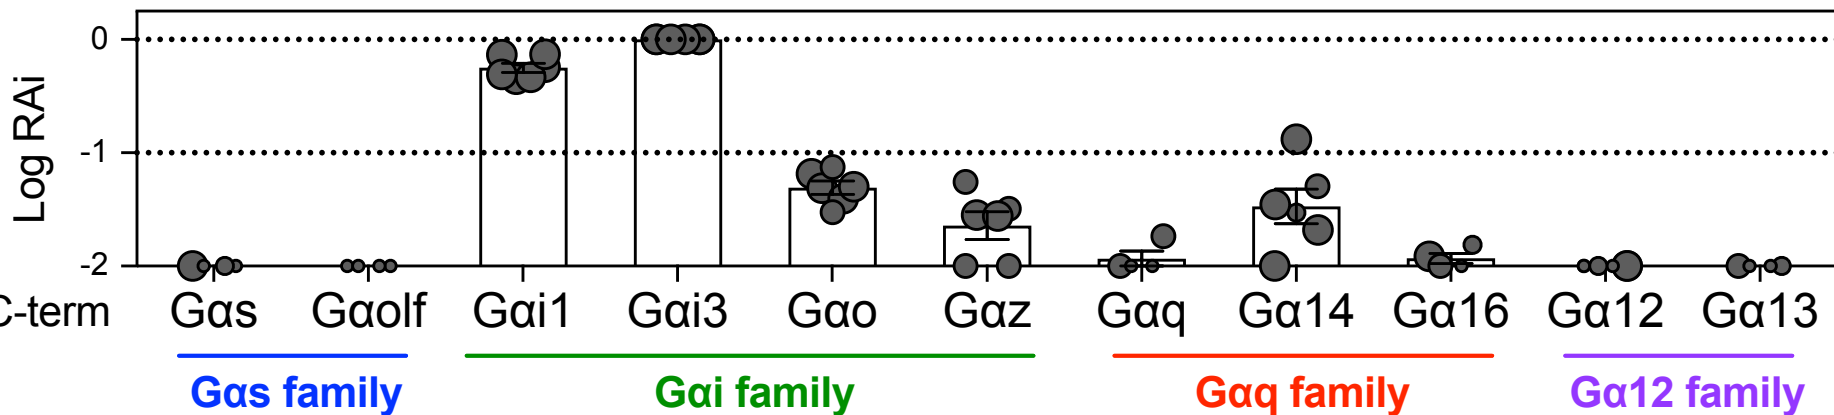 Log RAi
0
-1
-2
C-term Gαs Gαolf Gαi1 Gαi3 Gαo Gαz Gαq Gα14 Gα16 Gα12 Gα13
Gαs family Gαi family Gαq family Gα12 family